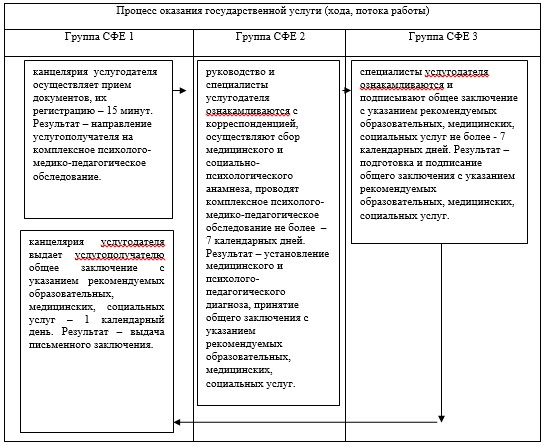 Процесс оказания государственной услуги (хода, потока работы)
Группа СФЕ 1
Группа СФЕ 2
Группа СФЕ 3
канцелярия услугодателя
осуществляет прием
документов, их
регистрацию – 15 минут.
Результат – направление
услугополучателя на
комплексное психолого-
медико-педагогическое
обследование.
руководство и
специалисты
услугодателя
ознакамливаются с
корреспонденцией,
осуществляют сбор
медицинского и
социально-
психологического
анамнеза, проводят
комплексное психолого-
медико-педагогическое
обследование не более –
7 календарных дней.
Результат – установление
медицинского и
психолого-
педагогического
диагноза, принятие
общего заключения с
указанием
рекомендуемых
образовательных,
медицинских,
социальных услуг.
специалисты услугодателя
ознакамливаются и
подписывают общее заключение
с указанием рекомендуемых
образовательных, медицинских,
социальных услуг не более - 7
календарных дней. Результат –
подготовка и подписание
общего заключения с указанием
рекомендуемых
образовательных, медицинских,
социальных услуг.
канцелярия услугодателя
выдает услугополучателю
общее заключение с
указанием рекомендуемых
образовательных,
медицинских, социальных
услуг – 1 календарный
день. Результат – выдача
письменного заключения.